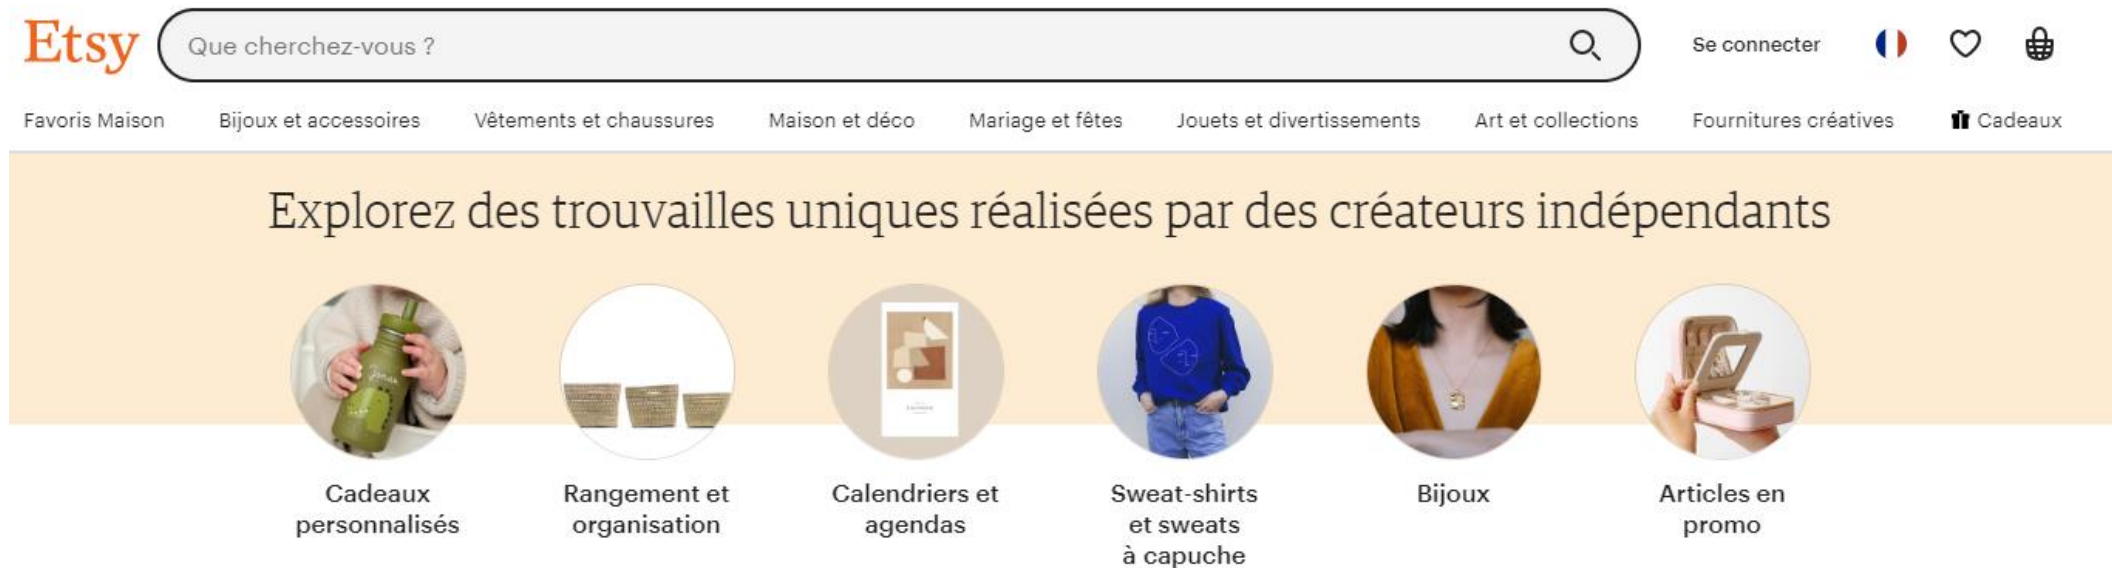 Etsy
Que cherchez-vous ?
Se connecter
Favoris Maison
Bijoux et accessoires
Vêtements et chaussures
Maison et déco
Mariage et fêtes
Jouets et divertissements
Art et collections
Fournitures créatives
Cadeaux
Explorez des trouvailles uniques réalisées par des créateurs indépendants
Cadeaux
personnalisés
Rangement et
organisation
Calendriers et
agendas
Sweat-shirts
et sweats
à capuche
Bijoux
Articles en
promo